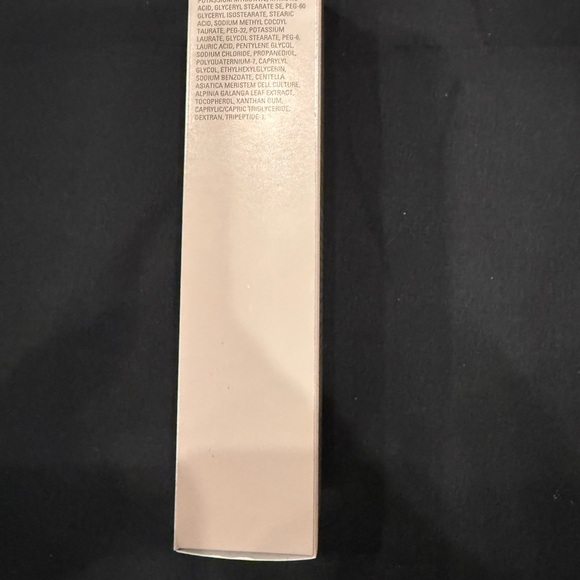 ACID, GLYCERYL STEARATE SE, PEG-60
GLYCERYL ISOSTEARATE, STEARIC
ACID, SODIUM METHYL COCOYL
TAURATE, PEG-32, POTASSIUM
LAURATE, GLYCOL STEARATE, PEG-6,
LAURIC ACID, PENTYLENE GLYCOL,
SODIUM CHLORIDE, PROPANEDIOL,
POLYQUATERNIUM-7, CAPRYLYL
GLYCOL, ETHYLHEXYLGLYCERIN,
SODIUM BENZOATE, CENTELLA
ASIATICA MERISTEM CELL CULTURE,
ALPINIA GALANGA LEAF EXTRACT,
TOCOPHEROL, XANTHAN GUM,
CAPRYLIC/CAPRIC TRIGLYCERIDE,
DEXTRAN, TRIPEPTIDE-1.